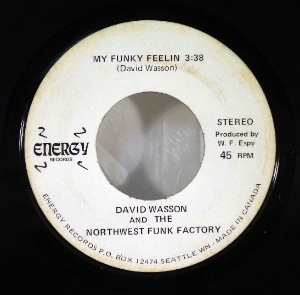 MY FUNKY FEELIN 3:38
(David Wasson)
STEREO
Produced by
W. F. Espy
45 RPM
ENERGY
RECORDS
DAVID WASSON
AND THE
NORTHWEST FUNK FACTORY
ENERGY RECORDS P.O. BOX 12474 SEATTLE WN - MADE IN CANADA